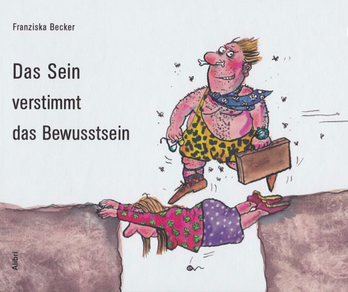 Franziska Becker
Das Sein
verstimmt
das Bewusstsein
Alibri